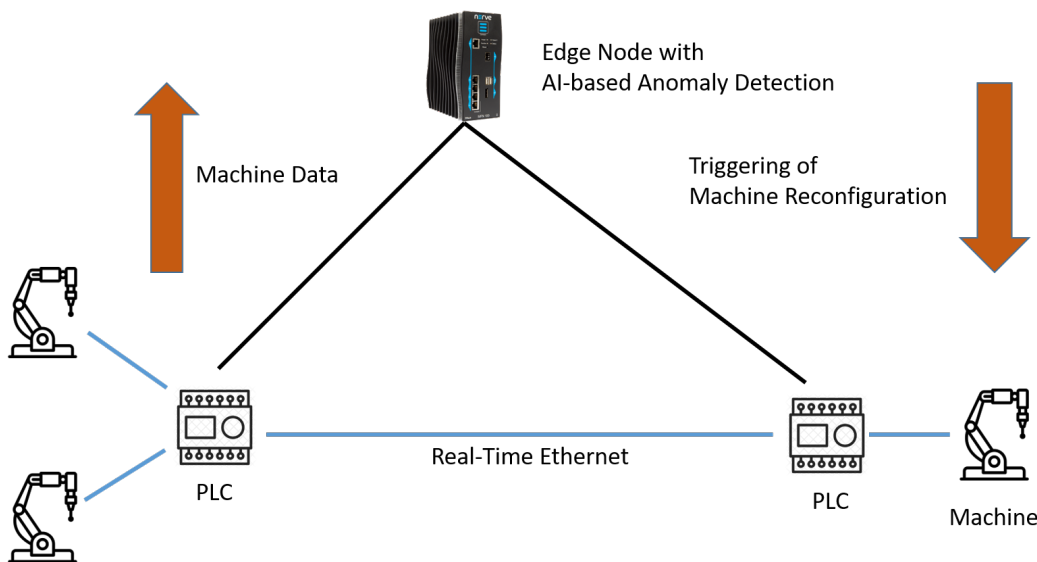 nerve
Edge Node with
AI-based Anomaly Detection
Machine Data
Triggering of
Machine Reconfiguration
Real-Time Ethernet
PLC
PLC
Machine